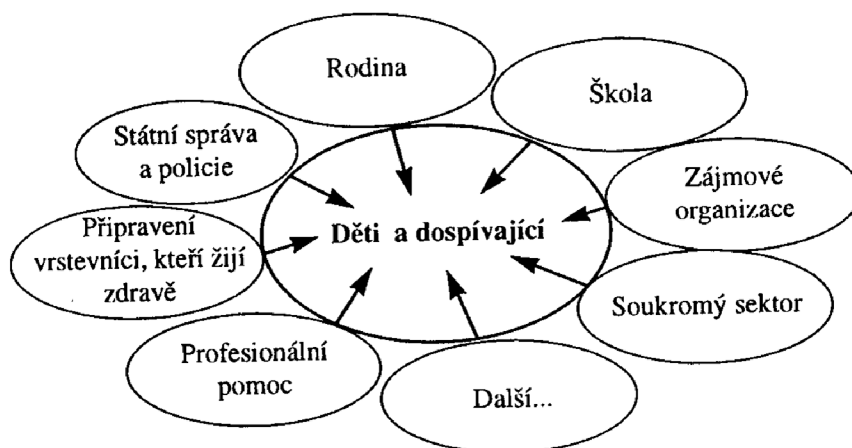 Rodina
Škola
Státní správa
a policie
Zájmové
organizace
Připravení
vrstevníci, kteří žijí
zdravě
Děti a dospívající
Soukromý sektor
Profesionální
pomoc
Další...